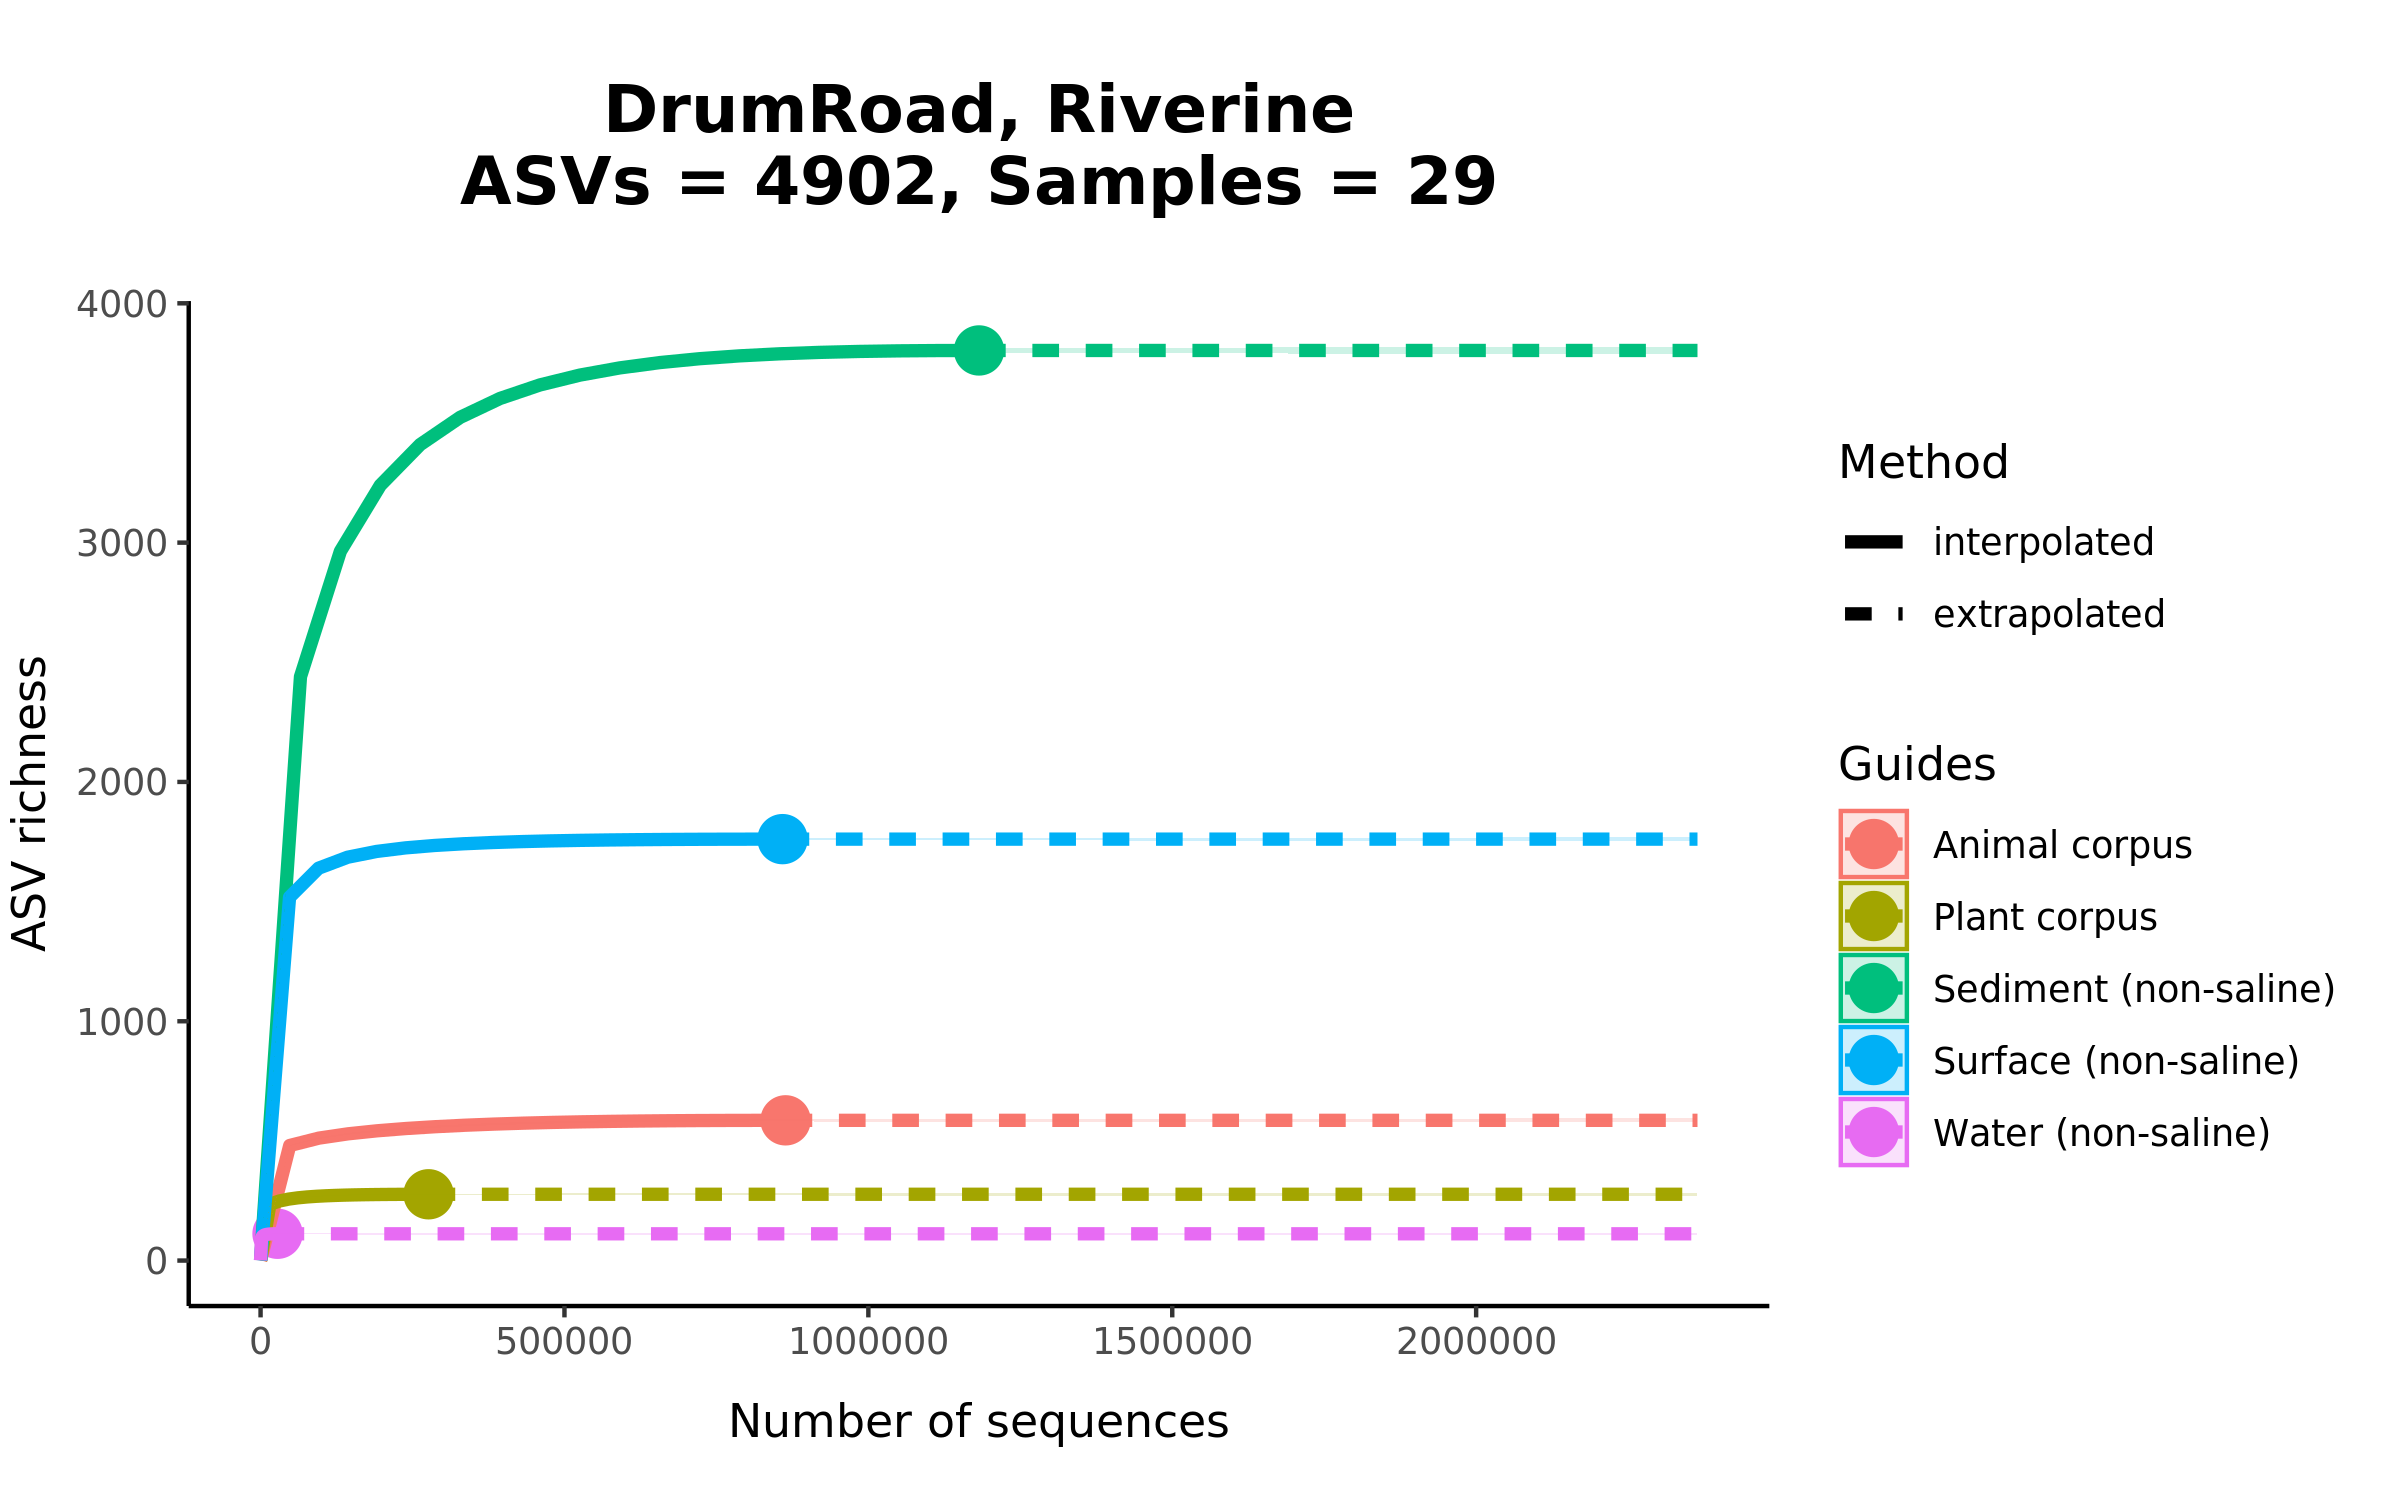 DrumRoad, Riverine
ASVs = 4902, Samples = 29
4000
3000
2000
1000
0
ASV richness
0
500000
1000000
1500000
2000000
Number of sequences
Method
interpolated
extrapolated
Guides
Animal corpus
Plant corpus
Sediment (non-saline)
Surface (non-saline)
Water (non-saline)